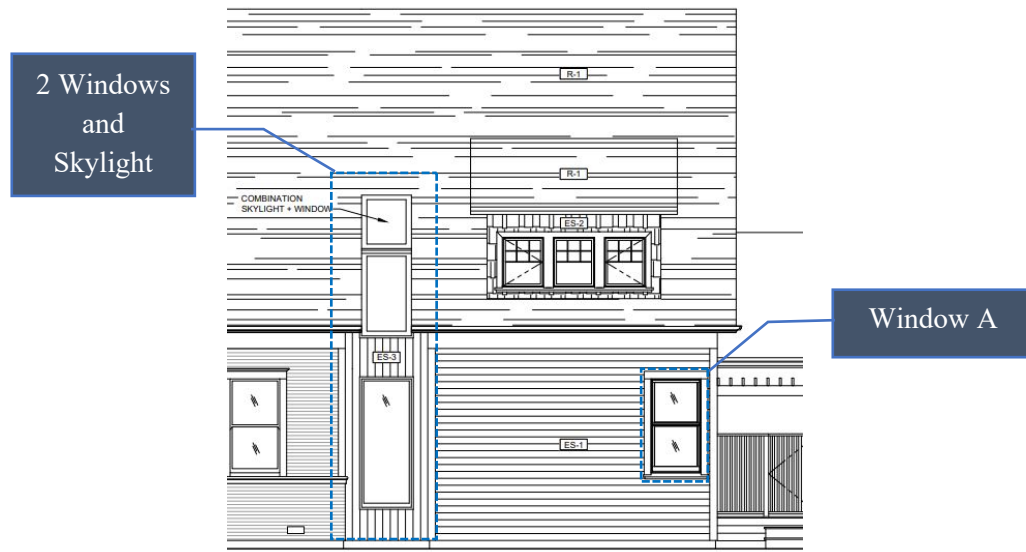 2 Windows
and
Skylight
R-1
R-1
COMBINATION
SKYLIGHT + WINDOW
ES-2
Window A
ES-3
ES-1